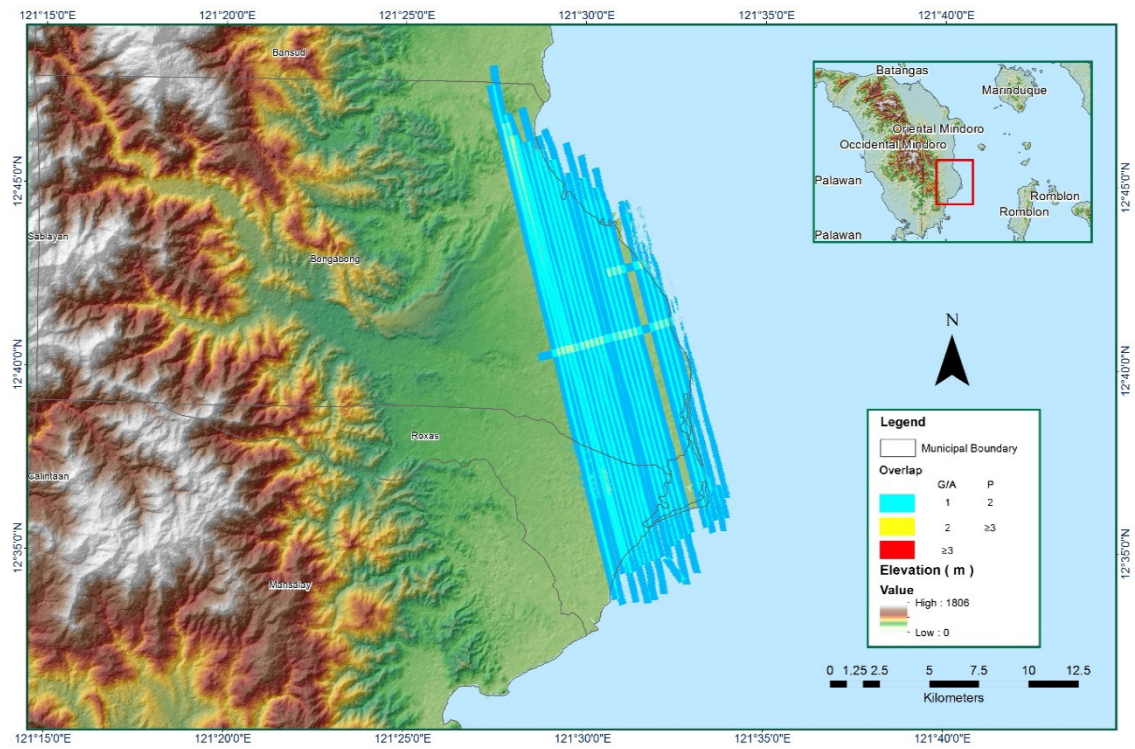 121°15'0"E 121°20'0"E 121°25'0"E 121°30'0"E 121°35'0"E 121°40'0"E
12°45'0"N
12°40'0"N
12°35'0"N
12°45'0"N
12°40'0"N
12°35'0"N
Bansud
Sablayan
Bongabong
Roxas
Calintaan
Mansalay
Batangas
Marinduque
Oriental Mindoro
Occidental Mindoro
Palawan
Romblon
Romblon
Palawan
N
Legend
Municipal Boundary
Overlap
G/A P
1 2
2 ≥3
≥3
Elevation ( m )
Value
High : 1806
Low : 0
0 1.25 2.5 5 7.5 10 12.5
Kilometers
121°15'0"E 121°20'0"E 121°25'0"E 121°30'0"E 121°35'0"E 121°40'0"E